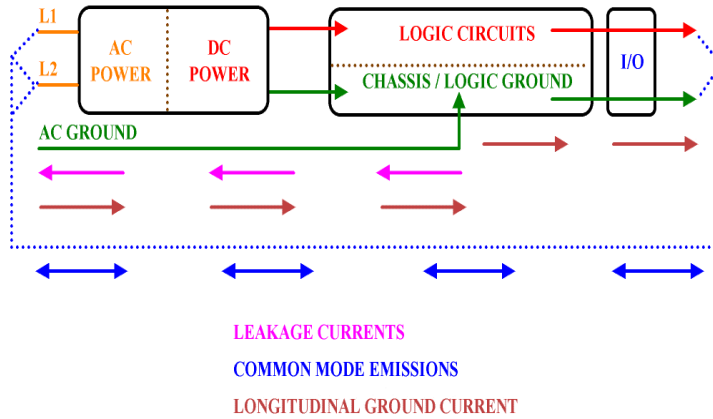 L1
AC
POWER
DC
POWER
LOGIC CIRCUITS
I/O
L2
CHASSIS / LOGIC GROUND
AC GROUND
LEAKAGE CURRENTS
COMMON MODE EMISSIONS
LONGITUDINAL GROUND CURRENT